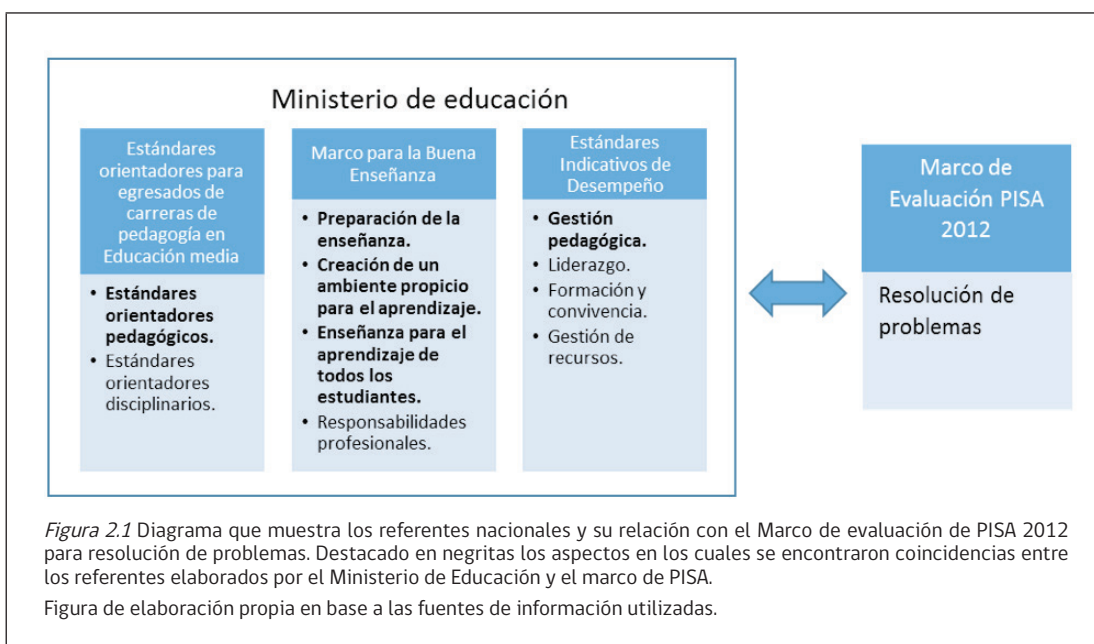 Ministerio de educación
Estándares
orientadores para
egresados de
carreras de
pedagogía en
Educación media
• Estándares
orientadores
pedagógicos.
• Estándares
orientadores
disciplinarios.
Marco para la Buena
Enseñanza
• Preparación de la
enseñanza.
• Creación de un
ambiente propicio
para el aprendizaje.
• Enseñanza para el
aprendizaje de
todos los
estudiantes.
• Responsabilidades
profesionales.
Estándares
Indicativos de
Desempeño
• Gestión
pedagógica.
• Liderazgo.
• Formación y
convivencia.
• Gestión de
recursos.
Marco de
Evaluación PISA
2012
Resolución de
problemas
Figura 2.1 Diagrama que muestra los referentes nacionales y su relación con el Marco de evaluación de PISA 2012
para resolución de problemas. Destacado en negritas los aspectos en los cuales se encontraron coincidencias entre
los referentes elaborados por el Ministerio de Educación y el marco de PISA.
Figura de elaboración propia en base a las fuentes de información utilizadas.